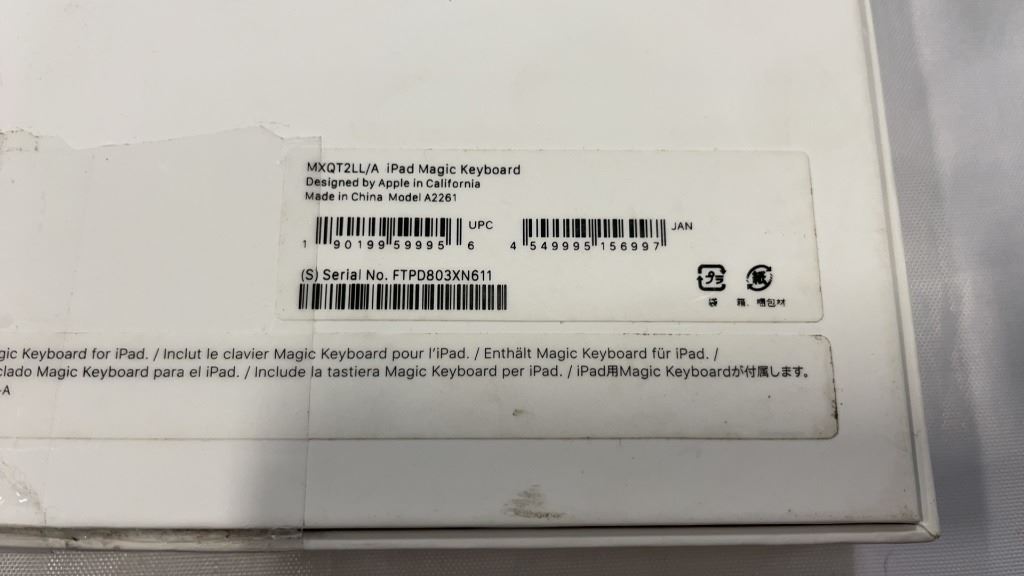 MXQT2LL/A iPad Magic Keyboard
Designed by Apple in California
Made in China Model A2261
UPC
1 90199 59995 6
JAN
4 549995 156997
(S) Serial No. FTPD803XN611
プラ
紙
袋
箱、梱包材
gic Keyboard for iPad. / Inclut le clavier Magic Keyboard pour l'iPad. / Enthält Magic Keyboard für iPad. /
clado Magic Keyboard para el iPad. / Include la tastiera Magic Keyboard per iPad. / iPad用Magic Keyboardが付属します。
-A